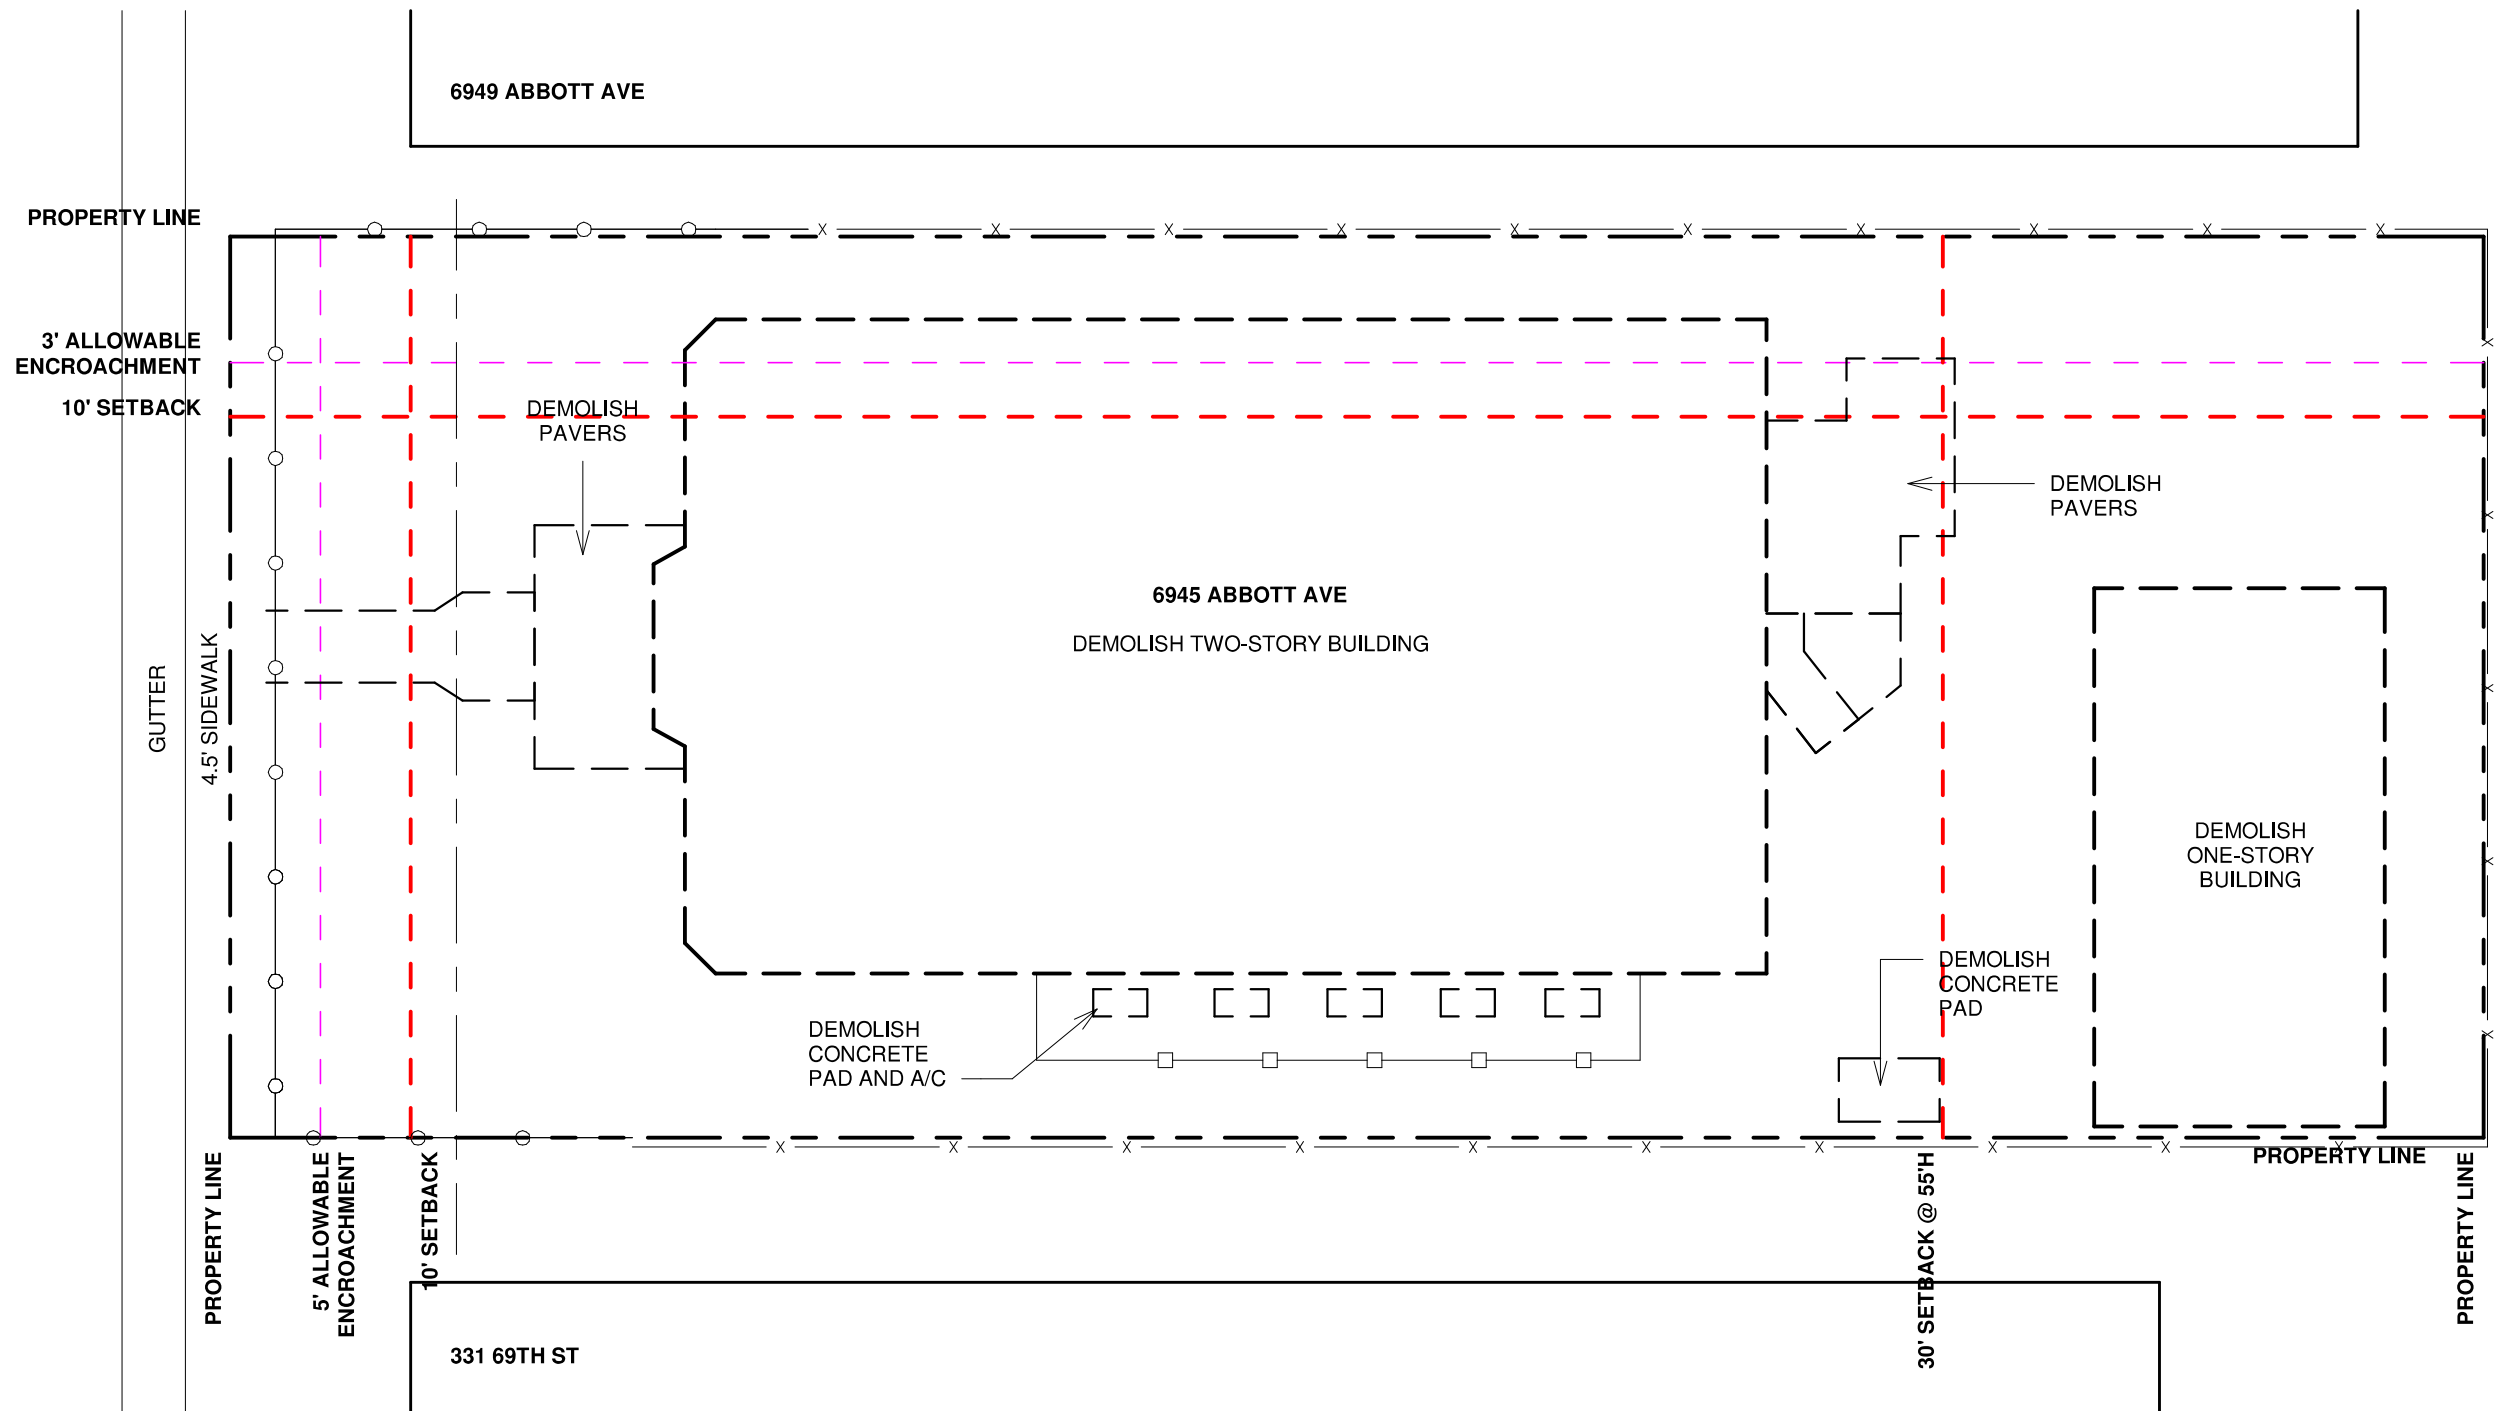 6949 ABBOTT AVE
PROPERTY LINE
3' ALLOWABLE
ENCROACHMENT
10' SETBACK
DEMOLISH
PAVERS
DEMOLISH
PAVERS
6945 ABBOTT AVE
DEMOLISH TWO-STORY BUILDING
GUTTER
4.5' SIDEWALK
DEMOLISH
ONE-STORY
BUILDING
DEMOLISH
CONCRETE
PAD
DEMOLISH
CONCRETE
PAD AND A/C
PROPERTY LINE
PROPERTY LINE
5' ALLOWABLE
ENCROACHMENT
10' SETBACK
30' SETBACK @ 55'H
PROPERTY LINE
331 69TH ST